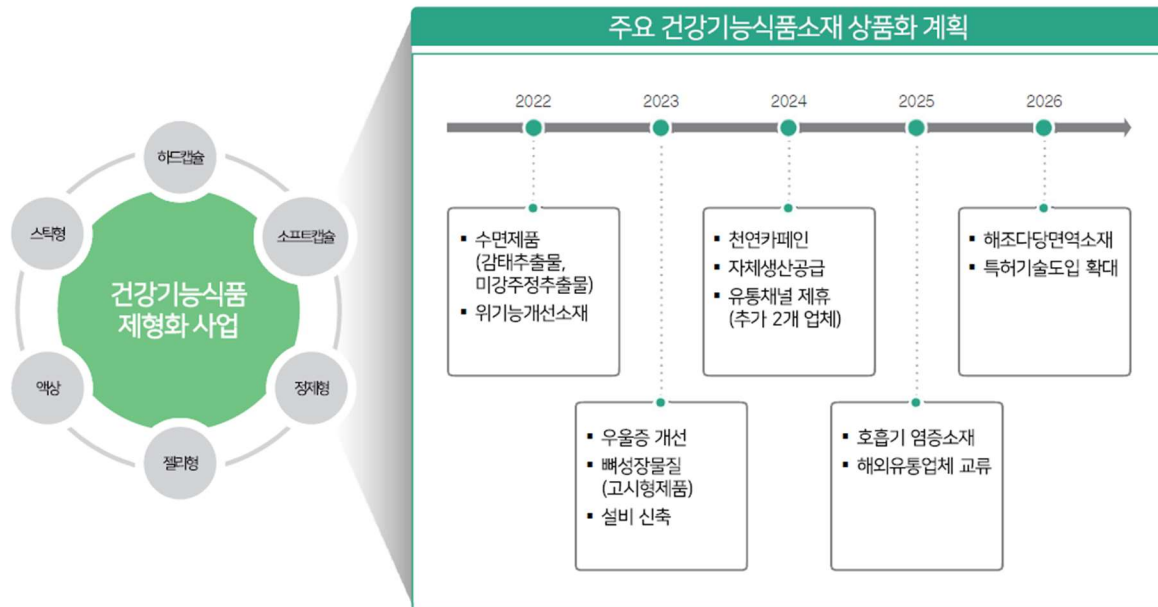 주요 건강기능식품소재 상품화 계획
하드캡슐
소프트캡슐
정제형
젤리형
액상
스틱형
건강기능식품
제형화 사업
2022
2023
2024
2025
2026
▪ 수면제품
(감태추출물,
미강주정추출물)
▪ 위기능개선소재
▪ 우울증 개선
▪ 뼈성장물질
(고시형제품)
▪ 설비 신축
▪ 천연카페인
▪ 자체생산공급
▪ 유통채널 제휴
(추가 2개 업체)
▪ 호흡기 염증소재
▪ 해외유통업체 교류
▪ 해조다당면역소재
▪ 특허기술도입 확대